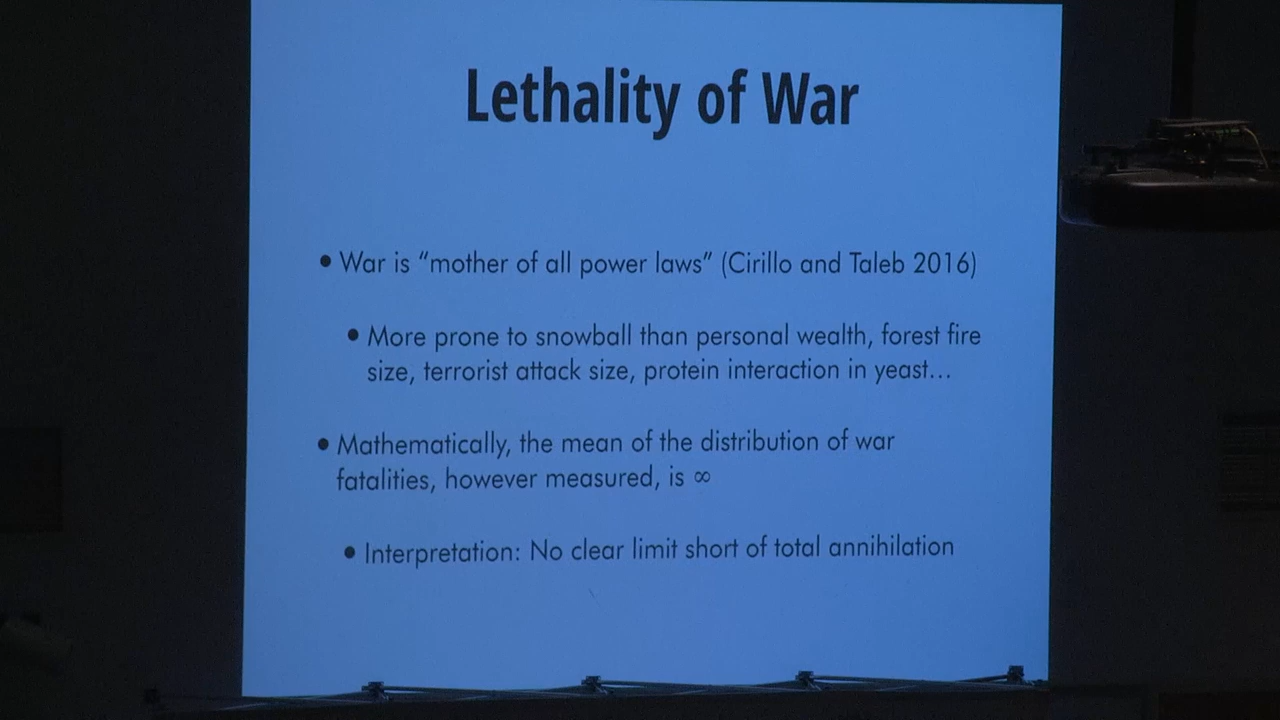 Lethality of War
• War is “mother of all power laws” (Cirillo and Taleb 2016)
• More prone to snowball than personal wealth, forest fire
size, terrorist attack size, protein interaction in yeast...
• Mathematically, the mean of the distribution of war
fatalities, however measured, is ∞
• Interpretation: No clear limit short of total annihilation